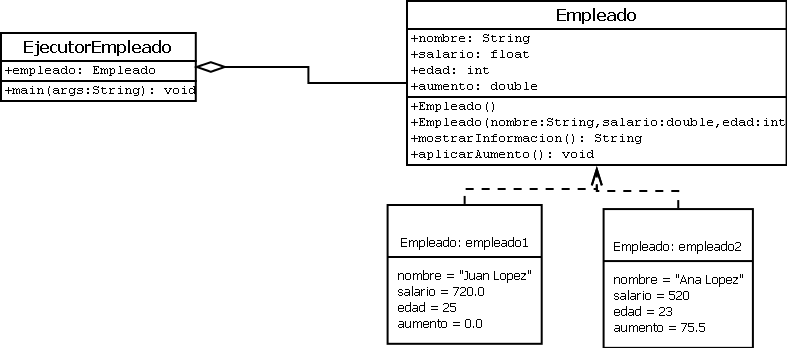 EjecutorEmpleado
+empleado: Empleado
+main(args:String): void
Empleado
+nombre: String
+salario: float
+edad: int
+aumento: double
+Empleado()
+Empleado(nombre:String,salario:double,edad:int
+mostrarInformacion(): String
+aplicarAumento(): void
Empleado: empleado1
nombre = "Juan Lopez"
salario = 720.0
edad = 25
aumento = 0.0
Empleado: empleado2
nombre = "Ana Lopez"
salario = 520
edad = 23
aumento = 75.5